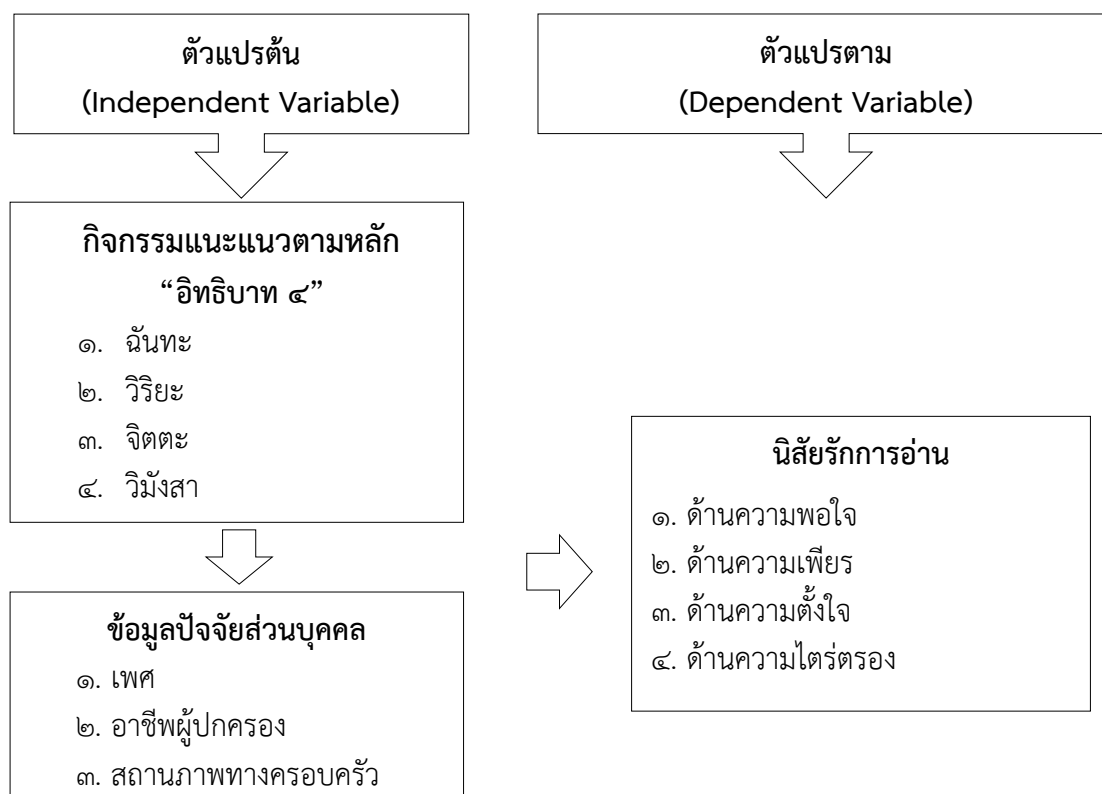 ตัวแปรต้น
(Independent Variable)
ตัวแปรตาม
(Dependent Variable)
กิจกรรมแนะแนวตามหลัก
“อิทธิบาท ๔”
๑. ฉันทะ
๒. วิริยะ
๓. จิตตะ
๔. วิมังสา
ข้อมูลปัจจัยส่วนบุคคล
๑. เพศ
๒. อาชีพผู้ปกครอง
๓. สถานภาพทางครอบครัว
นิสัยรักการอ่าน
๑. ด้านความพอใจ
๒. ด้านความเพียร
๓. ด้านความตั้งใจ
๔. ด้านความไตร่ตรอง